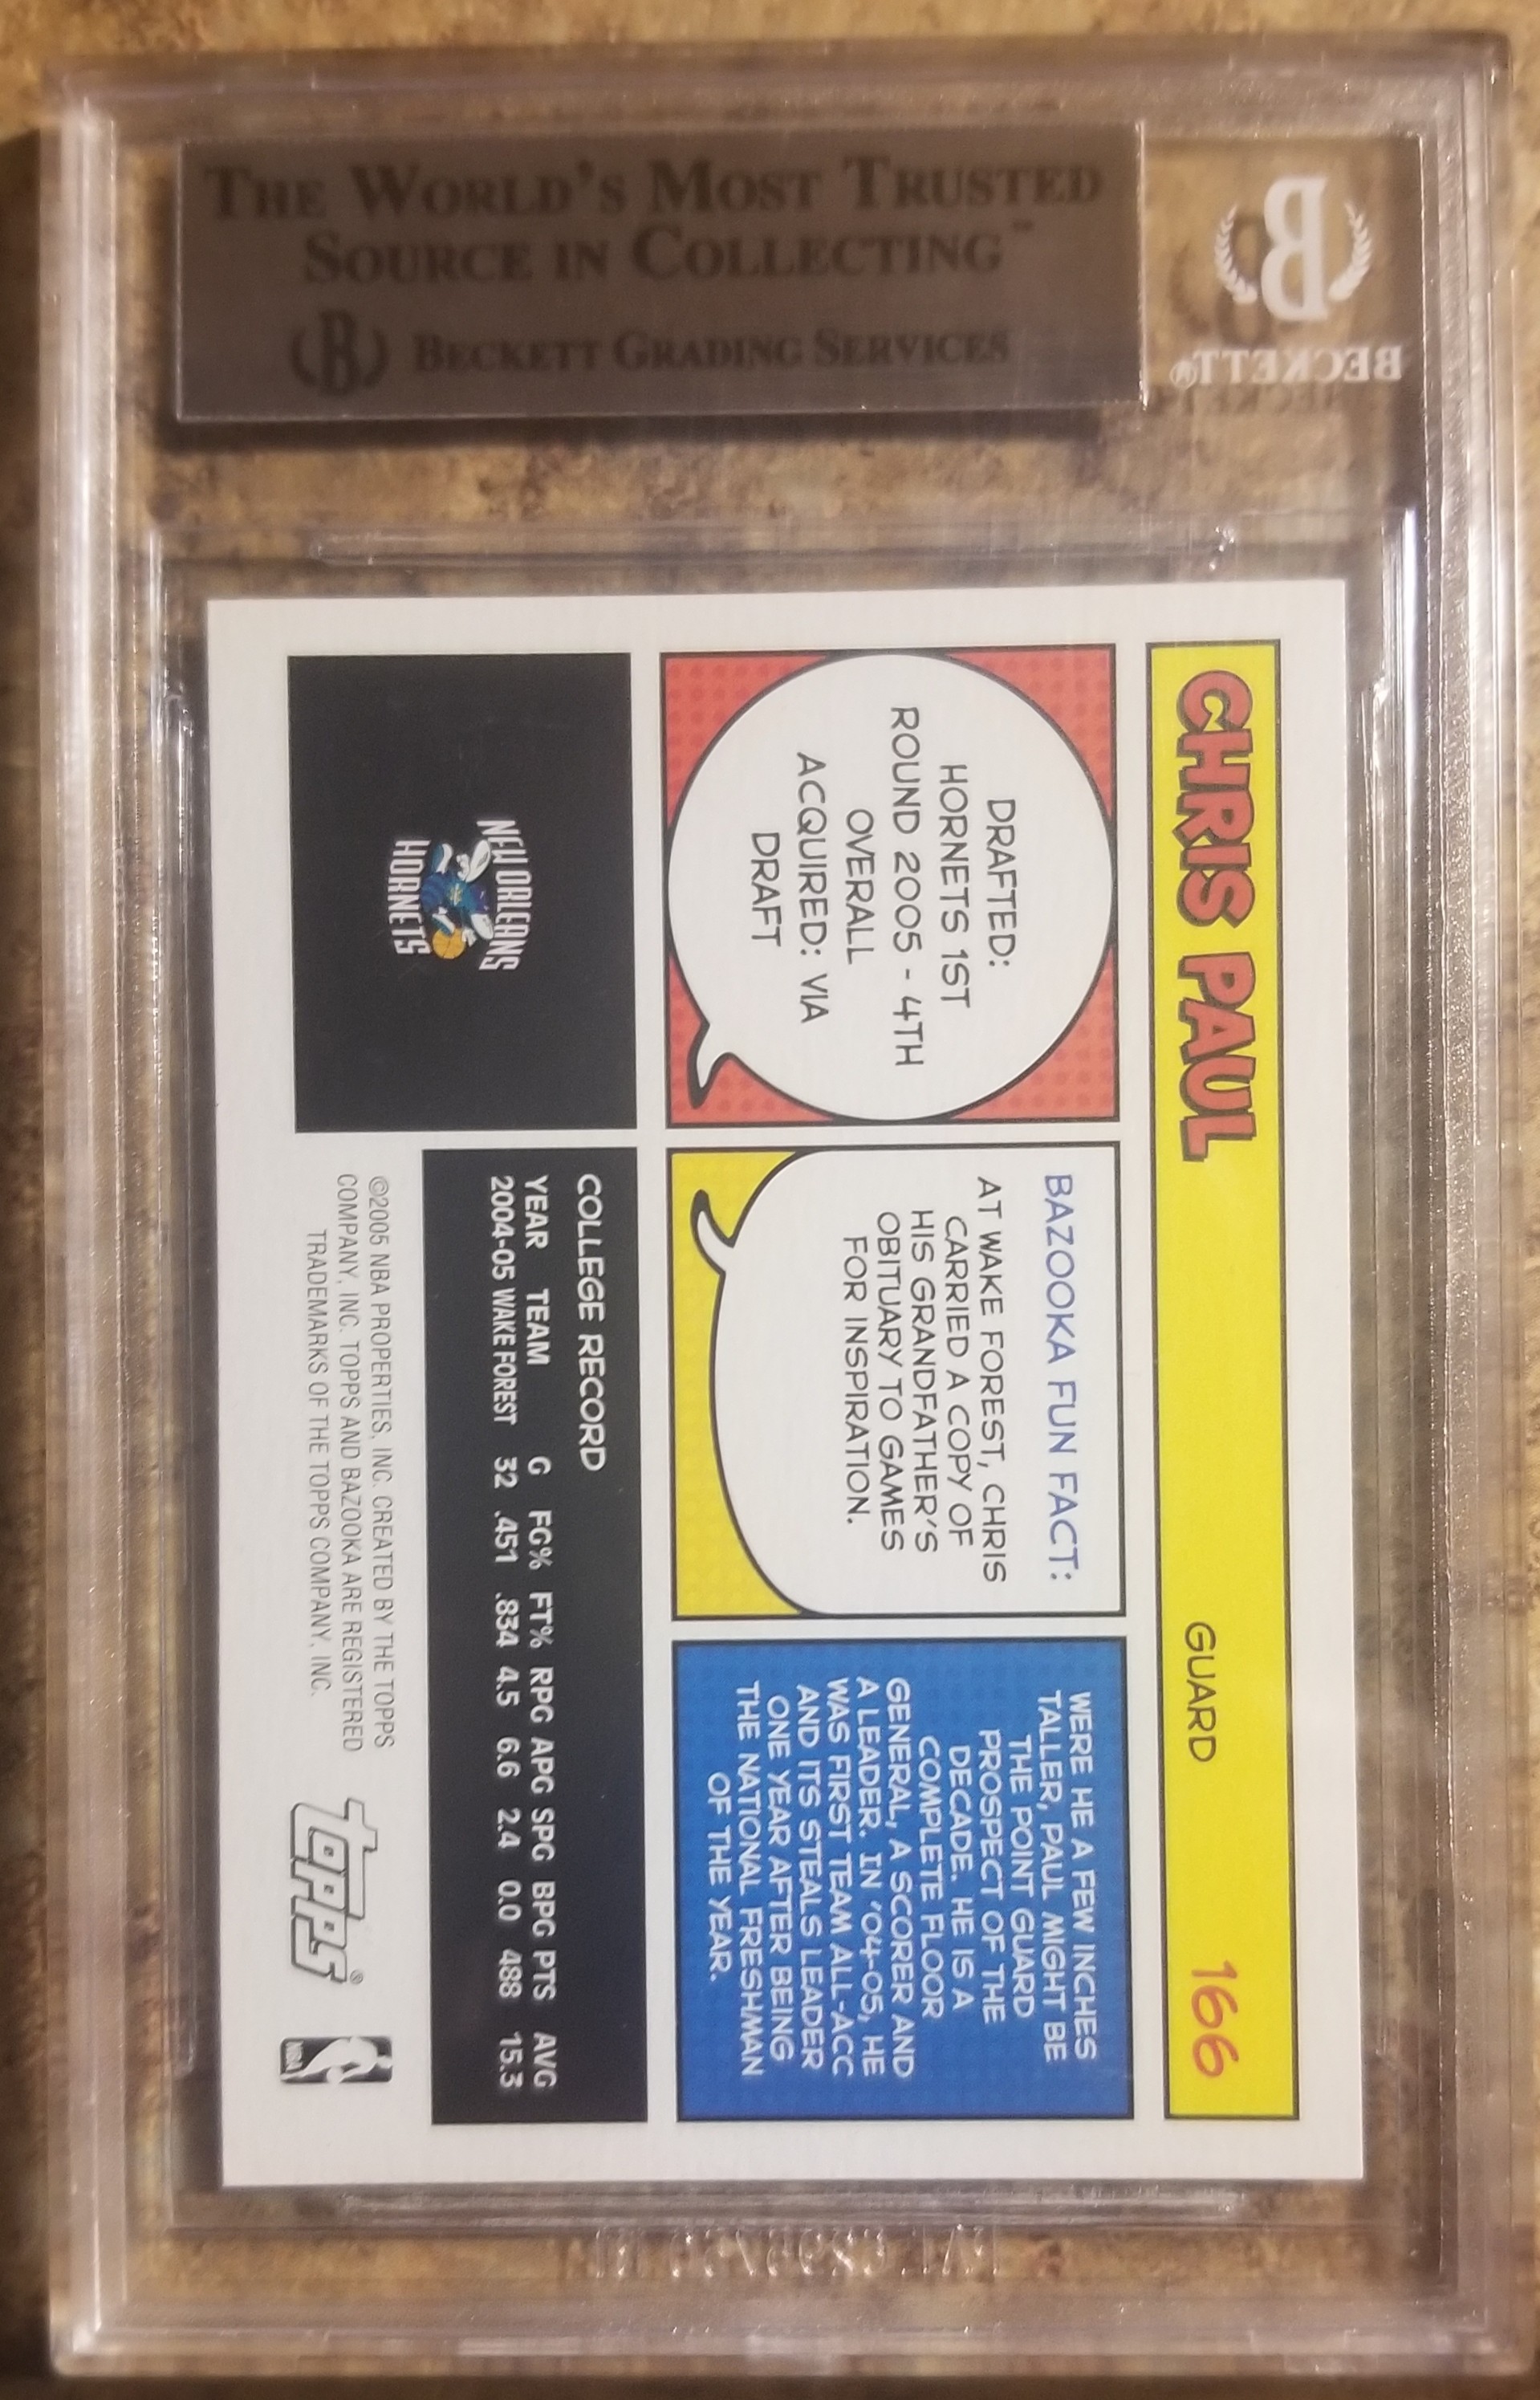 THE WORLD'S MOST TRUSTED
SOURCE IN COLLECTING™
B BECKETT GRADING SERVICES
B
BECKETT®
CHRIS PAUL GUARD 166
DRAFTED:
HORNETS 1ST
ROUND 2005 - 4TH
OVERALL
ACQUIRED: VIA
DRAFT
BAZOOKA FUN FACT:
AT WAKE FOREST, CHRIS
CARRIED A COPY OF
HIS GRANDFATHER'S
OBITUARY TO GAMES
FOR INSPIRATION.
WERE HE A FEW INCHES
TALLER, PAUL MIGHT BE
THE POINT GUARD
PROSPECT OF THE
DECADE. HE IS A
COMPLETE FLOOR
GENERAL, A SCORER AND
A LEADER. IN '04-05, HE
WAS FIRST TEAM ALL-ACC
AND ITS STEALS LEADER
ONE YEAR AFTER BEING
THE NATIONAL FRESHMAN
OF THE YEAR.
NEW ORLEANS
HORNETS
COLLEGE RECORD
YEAR TEAM G FG% FT% RPG APG SPG BPG PTS AVG
2004-05 WAKE FOREST 32 .451 .834 4.5 6.6 2.4 0.0 488 15.3
©2005 NBA PROPERTIES, INC. CREATED BY THE TOPPS
COMPANY, INC. TOPPS AND BAZOOKA ARE REGISTERED
TRADEMARKS OF THE TOPPS COMPANY, INC.
topps®
NBA